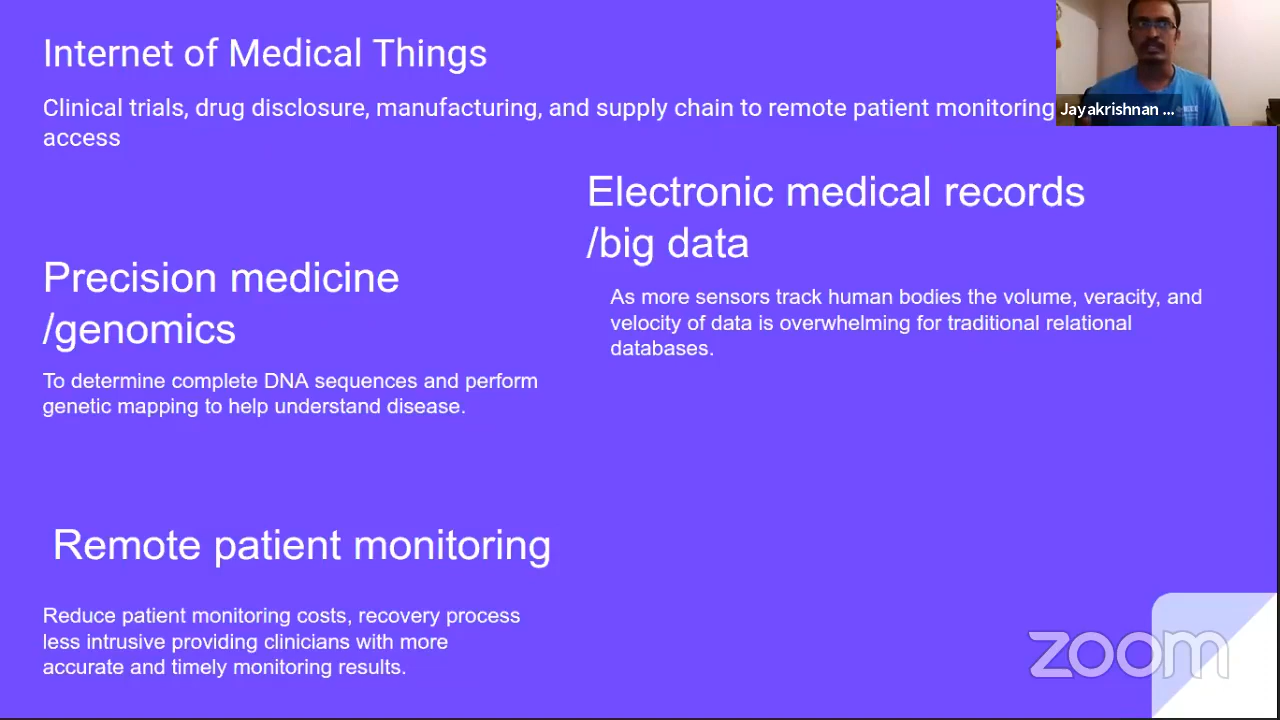 Internet of Medical Things
Clinical trials, drug disclosure, manufacturing, and supply chain to remote patient monitoring
access
Jayakrishnan ...
Electronic medical records
/big data
As more sensors track human bodies the volume, veracity, and
velocity of data is overwhelming for traditional relational
databases.
Precision medicine
/genomics
To determine complete DNA sequences and perform
genetic mapping to help understand disease.
Remote patient monitoring
Reduce patient monitoring costs, recovery process
less intrusive providing clinicians with more
accurate and timely monitoring results.
zoom